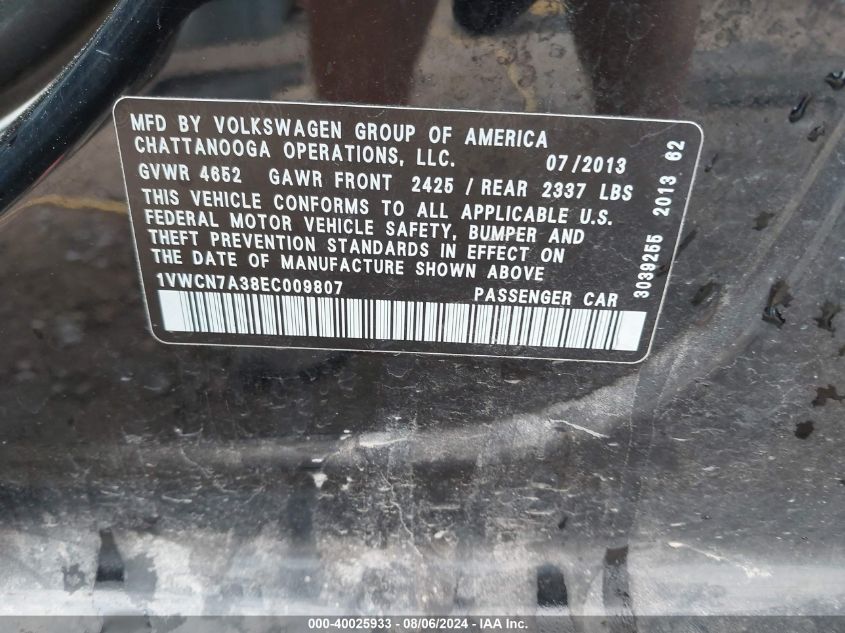 MFD BY VOLKSWAGEN GROUP OF AMERICA
CHATTANOOGA OPERATIONS, LLC. 07/2013
GVWR 4652 GAWR FRONT 2425 / REAR 2337 LBS
THIS VEHICLE CONFORMS TO ALL APPLICABLE U.S.
FEDERAL MOTOR VEHICLE SAFETY, BUMPER AND
THEFT PREVENTION STANDARDS IN EFFECT ON
THE DATE OF MANUFACTURE SHOWN ABOVE
1VWCN7A38EC009807 PASSENGER CAR
3039255 2013 62
000-40025933 - 08/06/2024 - IAA Inc.